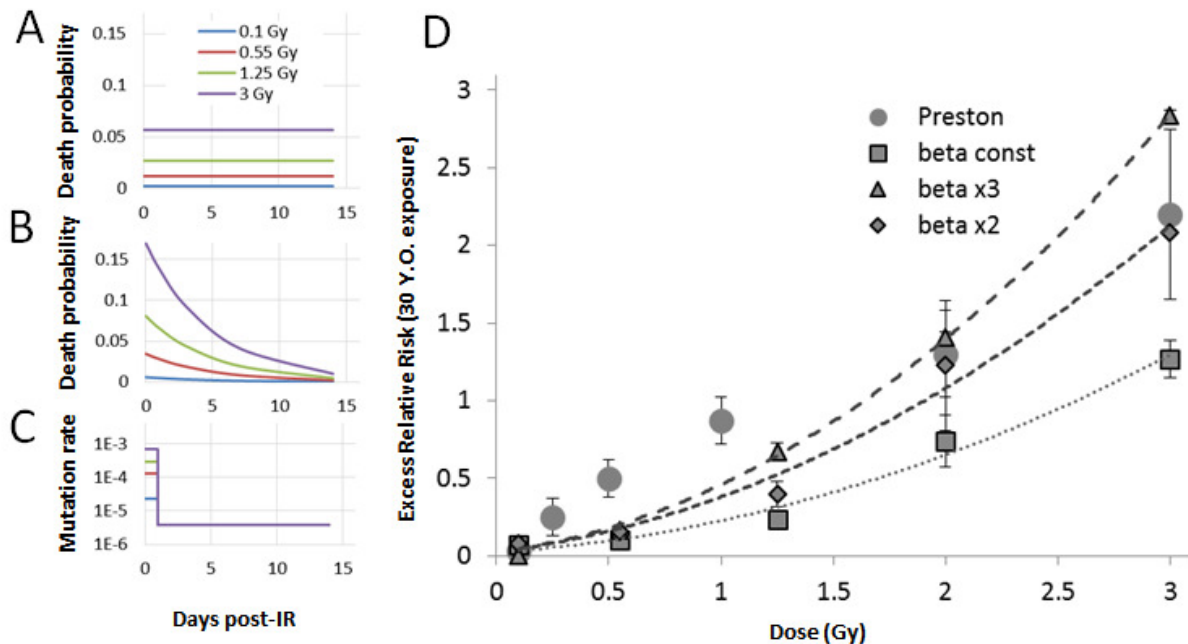 A
Death probability
0.15
0.1
0.05
0
0 5 10 15
0.1 Gy
0.55 Gy
1.25 Gy
3 Gy
B
Death probability
0.15
0.1
0.05
0
0 5 10 15
C
Mutation rate
1E-3
1E-4
1E-5
1E-6
0 5 10 15
Days post-IR
D
Excess Relative Risk (30 Y.O. exposure)
3
2.5
2
1.5
1
0.5
0
0 0.5 1 1.5 2 2.5 3
Dose (Gy)
Preston
beta const
beta x3
beta x2